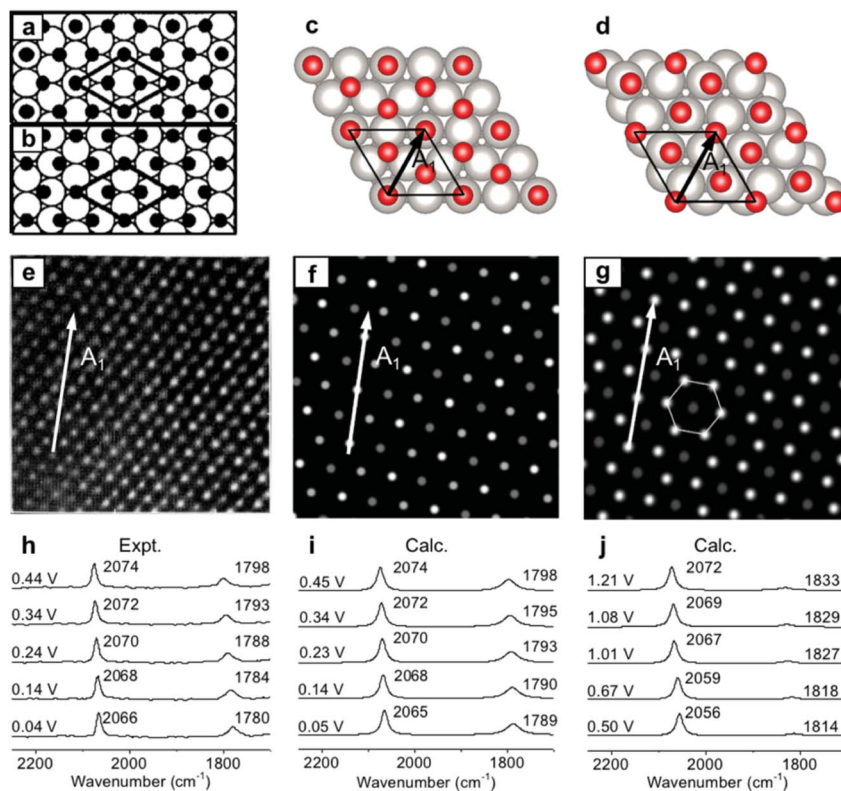 a
b
c
A1
d
A1
e
A1
f
A1
g
A1
h Expt.
0.44 V 2074 1798
0.34 V 2072 1793
0.24 V 2070 1788
0.14 V 2068 1784
0.04 V 2066 1780
2200 2000 1800
Wavenumber (cm⁻¹)
i Calc.
0.45 V 2074 1798
0.34 V 2072 1795
0.23 V 2070 1793
0.14 V 2068 1790
0.05 V 2065 1789
2200 2000 1800
Wavenumber (cm⁻¹)
j Calc.
1.21 V 2072 1833
1.08 V 2069 1829
1.01 V 2067 1827
0.67 V 2059 1818
0.50 V 2056 1814
2200 2000 1800
Wavenumber (cm⁻¹)